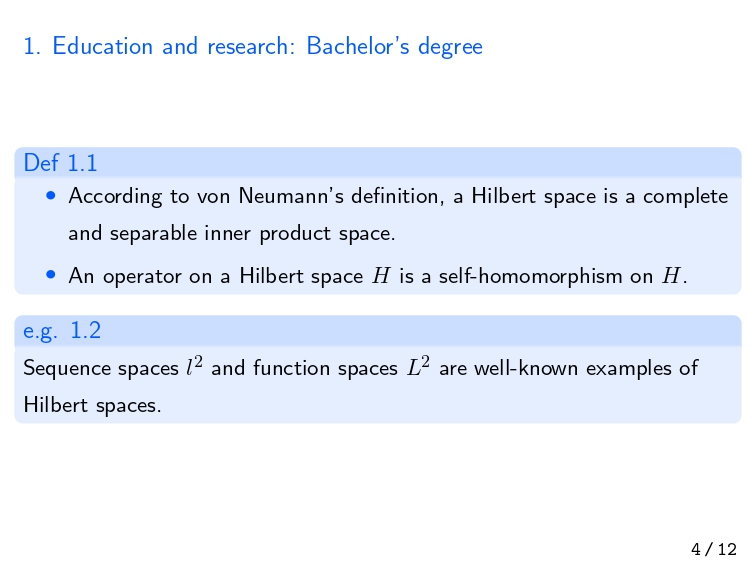 1. Education and research: Bachelor's degree
Def 1.1
• According to von Neumann's definition, a Hilbert space is a complete
and separable inner product space.
• An operator on a Hilbert space H is a self-homomorphism on H.
e.g. 1.2
Sequence spaces l² and function spaces L² are well-known examples of
Hilbert spaces.
4 / 12